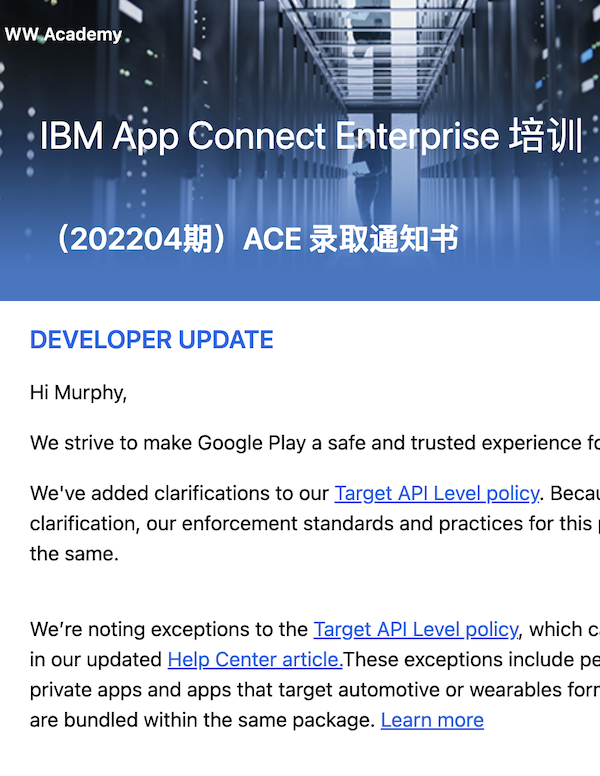 WW Academy
IBM App Connect Enterprise 培训
（202204期）ACE 录取通知书
DEVELOPER UPDATE
Hi Murphy,
We strive to make Google Play a safe and trusted experience
We've added clarifications to our Target API Level policy.
clarification, our enforcement standards and practices for this
the same.
We’re noting exceptions to the Target API Level policy, which
in our updated Help Center article.These exceptions include
private apps and apps that target automotive or wearables
are bundled within the same package. Learn more